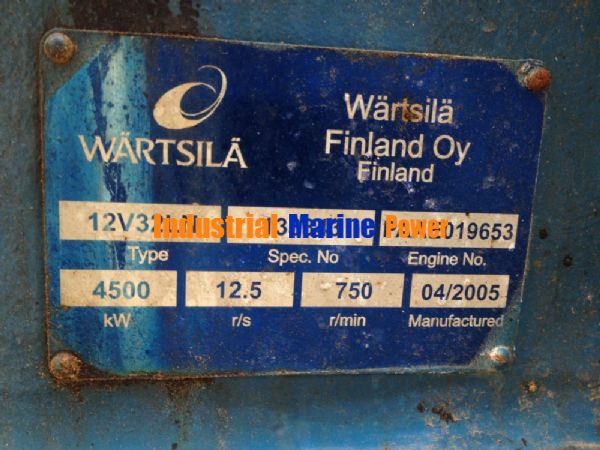 WÄRTSILÄ
Wärtsilä
Finland Oy
Finland
Industrial Marine Power
Type
Spec. No
Engine No.
4500
12.5
750
04/2005
kW
r/s
r/min
Manufactured